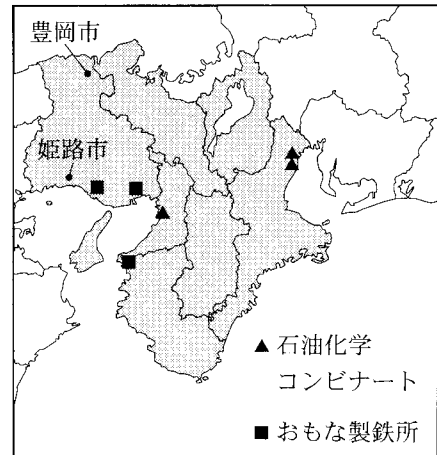 豊岡市
姫路市
▲ 石油化学
コンビナート
■ おもな製鉄所